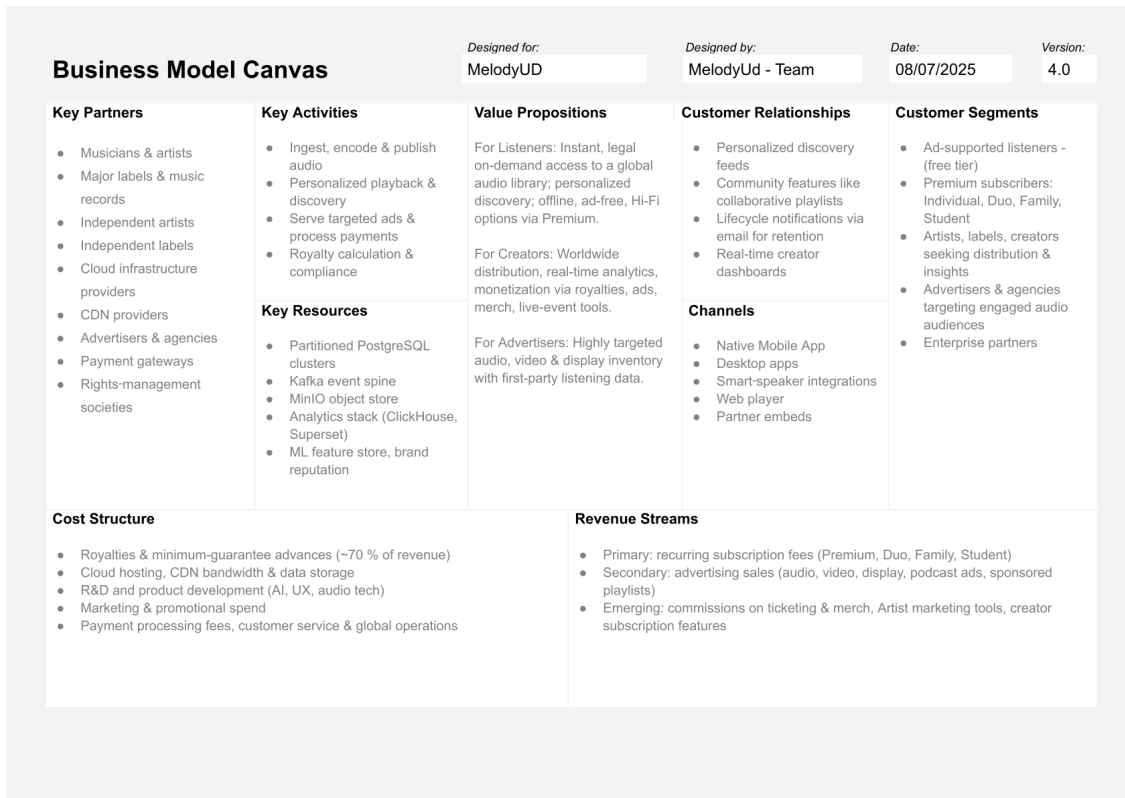 Business Model Canvas
Designed for:
MelodyUD
Designed by:
MelodyUd - Team
Date:
08/07/2025
Version:
4.0
Key Partners
● Musicians & artists
● Major labels & music
records
● Independent artists
● Independent labels
● Cloud infrastructure
providers
● CDN providers
● Advertisers & agencies
● Payment gateways
● Rights-management
societies
Key Activities
● Ingest, encode & publish
audio
● Personalized playback &
discovery
● Serve targeted ads &
process payments
● Royalty calculation &
compliance
Key Resources
● Partitioned PostgreSQL
clusters
● Kafka event spine
● MinIO object store
● Analytics stack (ClickHouse,
Superset)
● ML feature store, brand
reputation
Value Propositions
For Listeners: Instant, legal
on-demand access to a global
audio library; personalized
discovery; offline, ad-free, Hi-Fi
options via Premium.
For Creators: Worldwide
distribution, real-time analytics,
monetization via royalties, ads,
merch, live-event tools.
For Advertisers: Highly targeted
audio, video & display inventory
with first-party listening data.
Customer Relationships
● Personalized discovery
feeds
● Community features like
collaborative playlists
● Lifecycle notifications via
email for retention
● Real-time creator
dashboards
Channels
● Native Mobile App
● Desktop apps
● Smart-speaker integrations
● Web player
● Partner embeds
Customer Segments
● Ad-supported listeners -
(free tier)
● Premium subscribers:
Individual, Duo, Family,
Student
● Artists, labels, creators
seeking distribution &
insights
● Advertisers & agencies
targeting engaged audio
audiences
● Enterprise partners
Cost Structure
● Royalties & minimum-guarantee advances (~70 % of revenue)
● Cloud hosting, CDN bandwidth & data storage
● R&D and product development (AI, UX, audio tech)
● Marketing & promotional spend
● Payment processing fees, customer service & global operations
Revenue Streams
● Primary: recurring subscription fees (Premium, Duo, Family, Student)
● Secondary: advertising sales (audio, video, display, podcast ads, sponsored
playlists)
● Emerging: commissions on ticketing & merch, Artist marketing tools, creator
subscription features